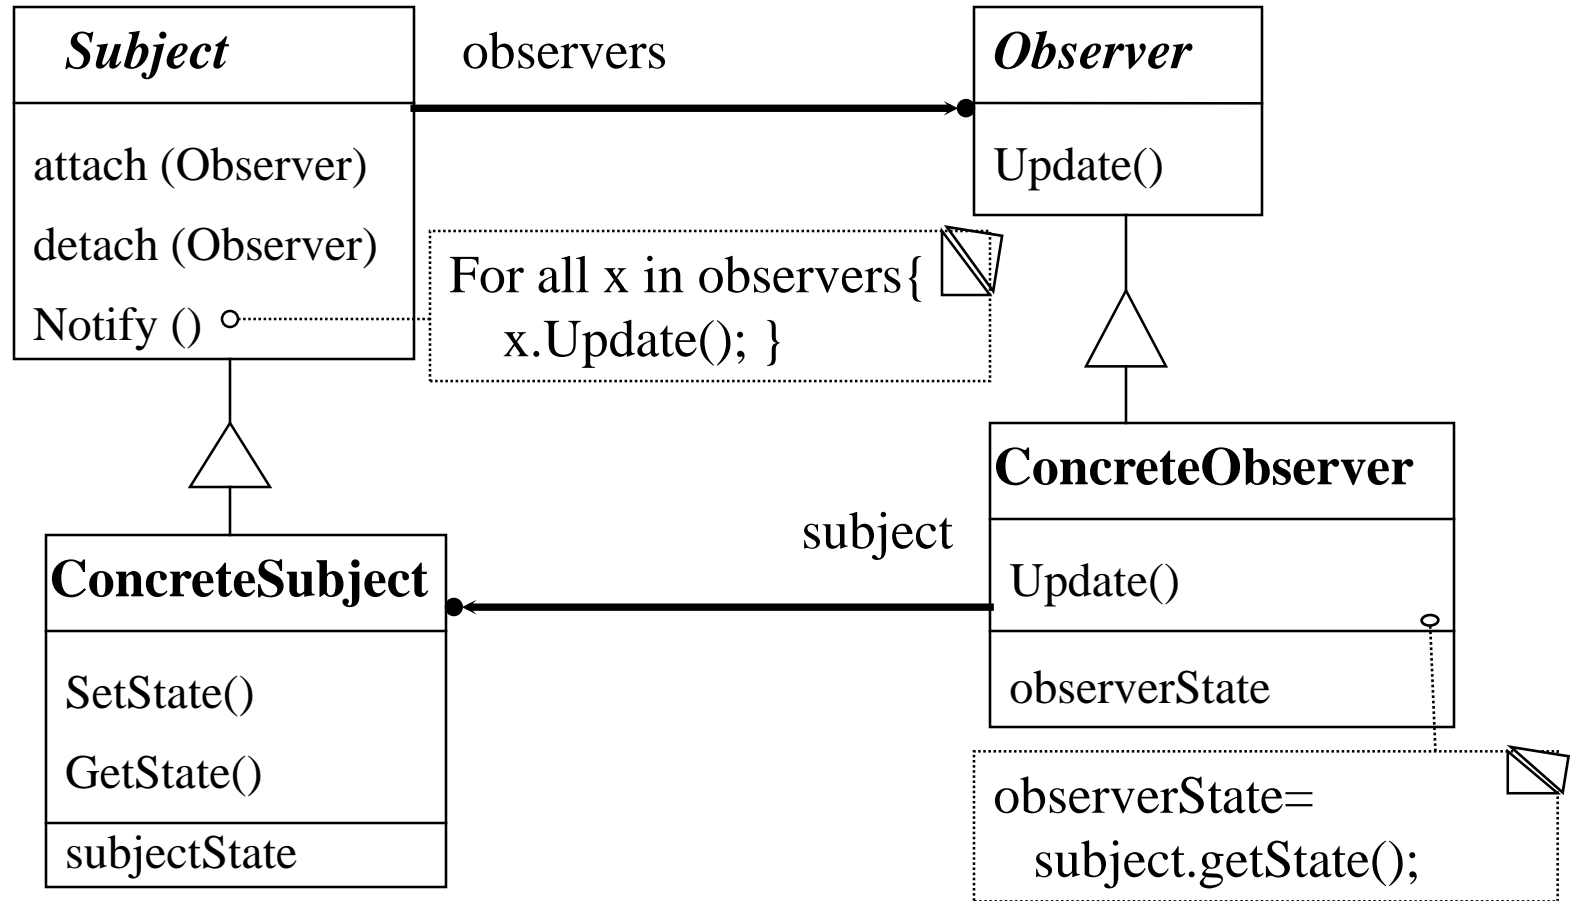 Subject
observers
Observer
attach (Observer)
detach (Observer)
Notify ()
Update()
For all x in observers{
x.Update(); }
ConcreteObserver
subject
Update()
observerState
ConcreteSubject
SetState()
GetState()
subjectState
observerState=
subject.getState();